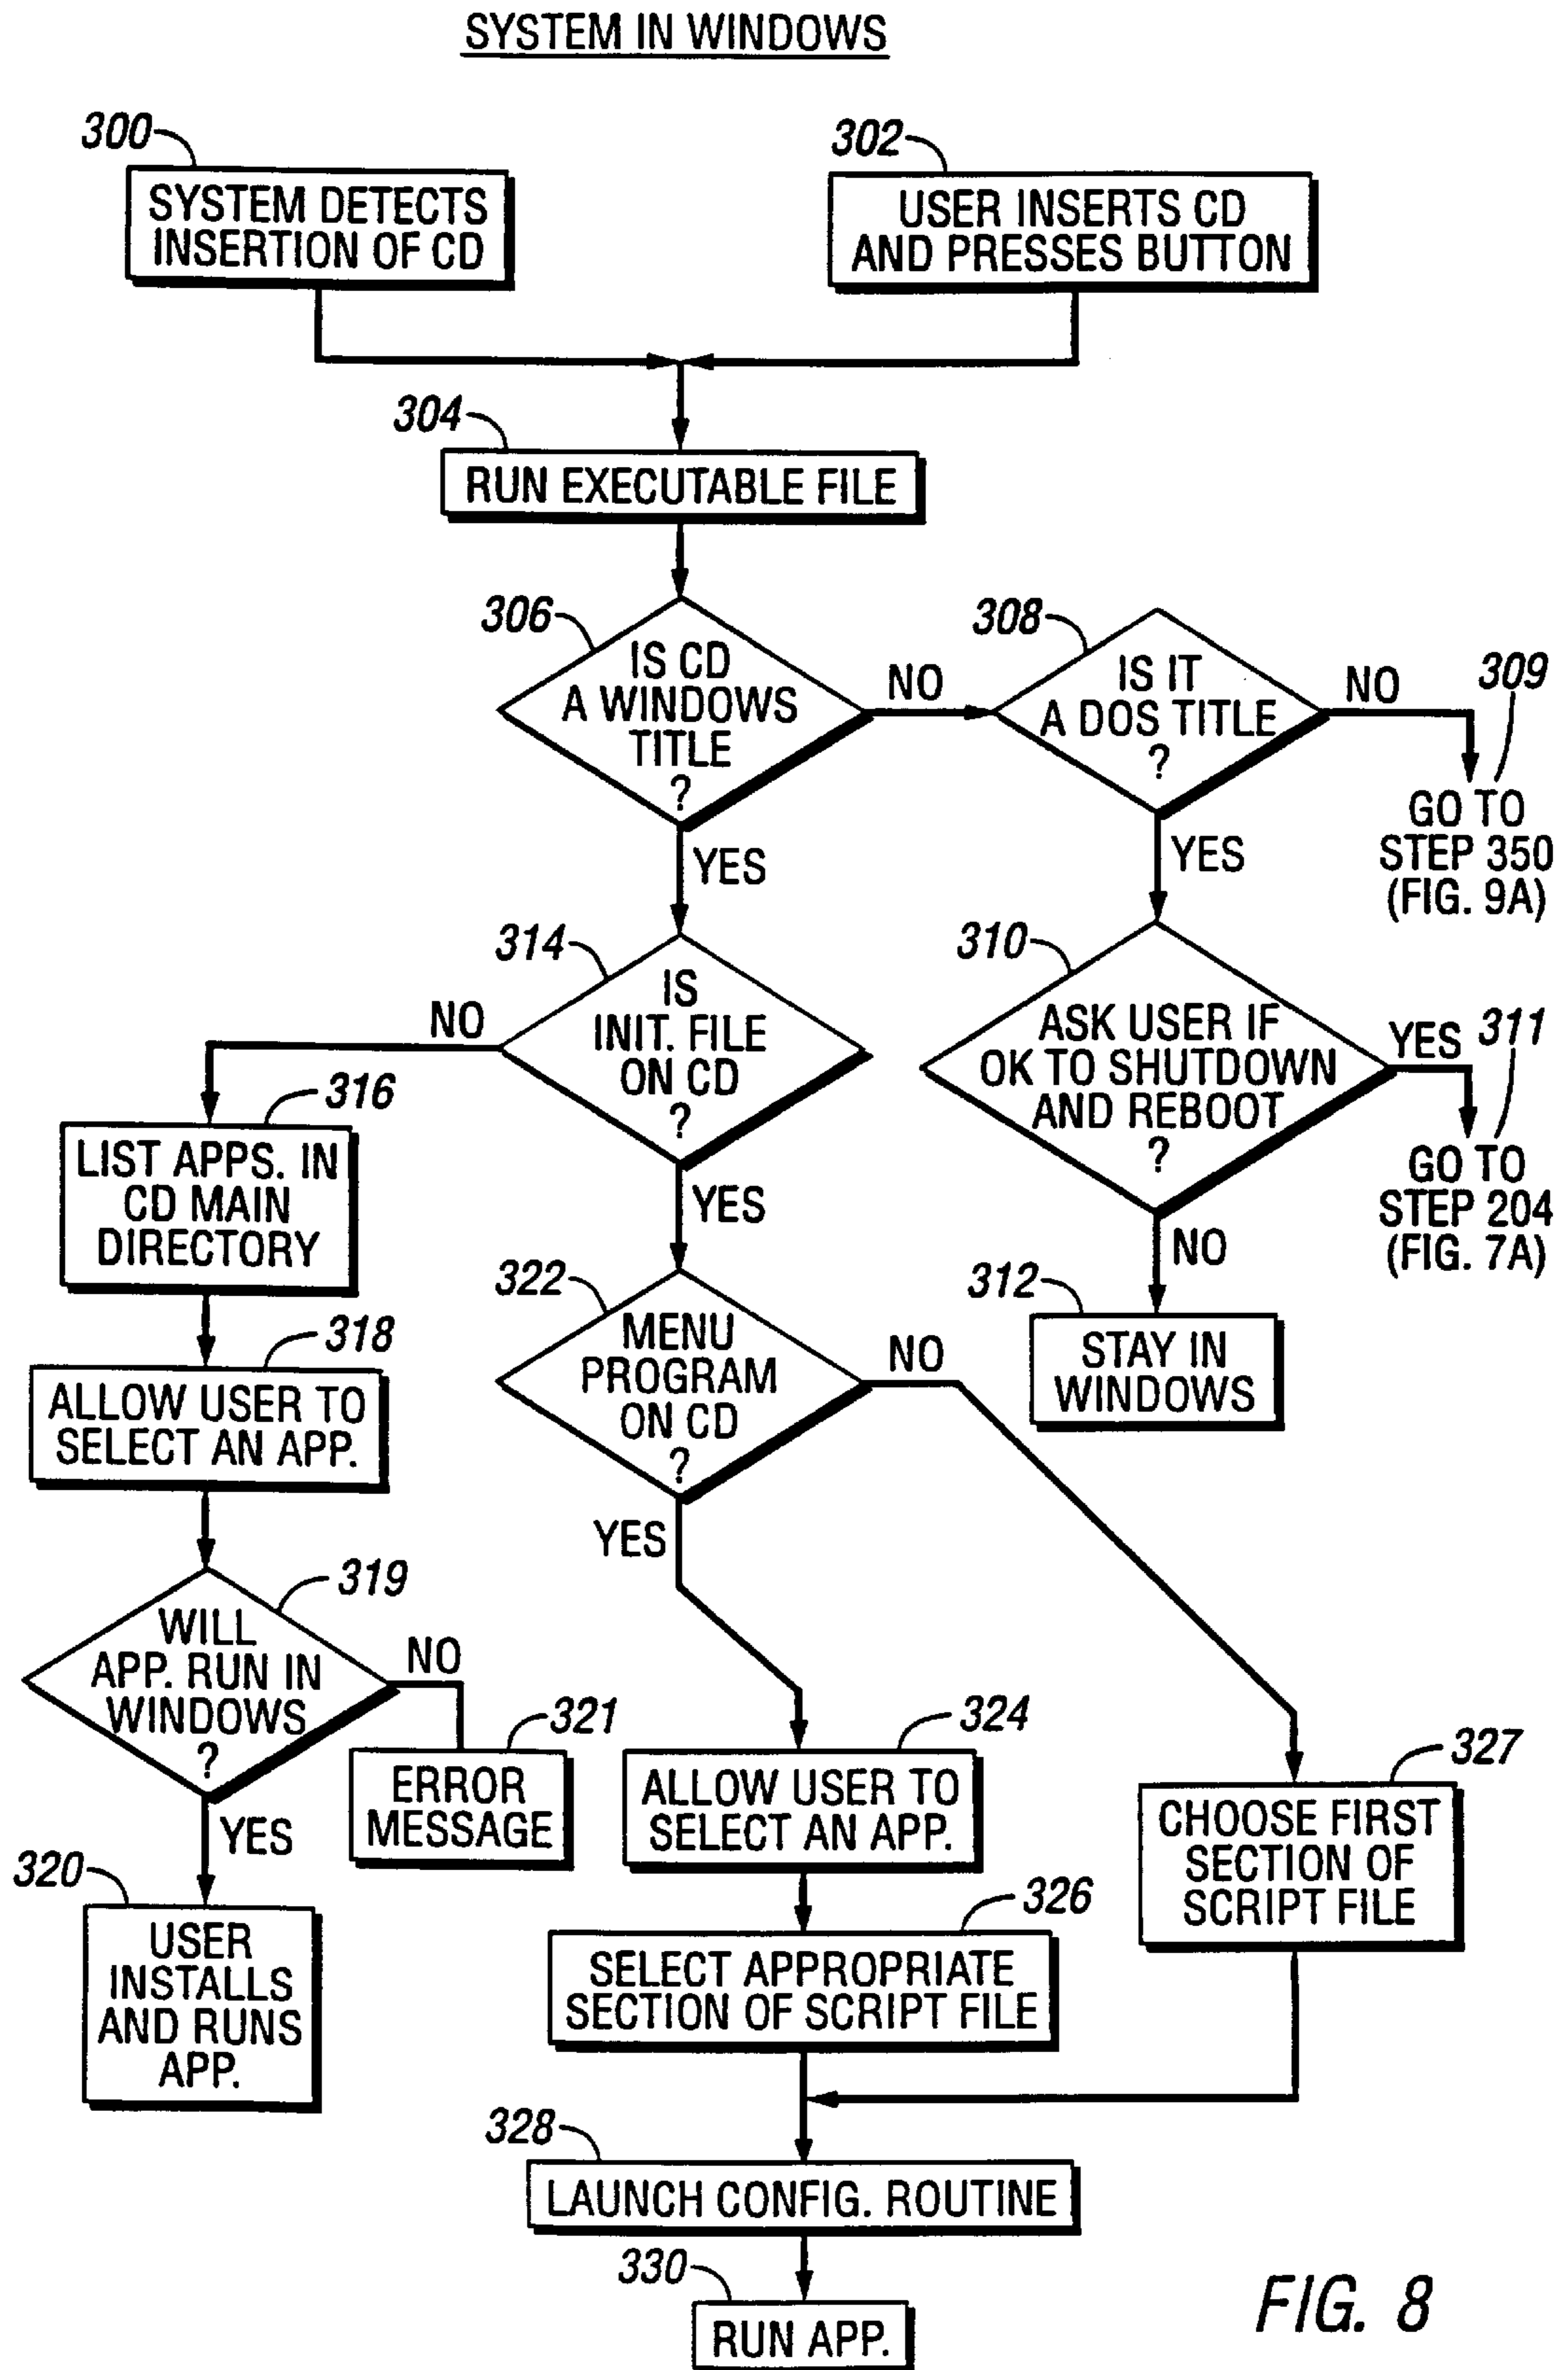 SYSTEM IN WINDOWS
300
SYSTEM DETECTS
INSERTION OF CD
302
USER INSERTS CD
AND PRESSES BUTTON
304
RUN EXECUTABLE FILE
306
IS CD
A WINDOWS
TITLE
?
NO
YES
308
IS IT
A DOS TITLE
?
NO
YES
309
GO TO
STEP 350
(FIG. 9A)
310
ASK USER IF
OK TO SHUTDOWN
AND REBOOT
?
YES
NO
311
GO TO
STEP 204
(FIG. 7A)
312
STAY IN
WINDOWS
314
IS
INIT. FILE
ON CD
?
NO
YES
316
LIST APPS. IN
CD MAIN
DIRECTORY
318
ALLOW USER TO
SELECT AN APP.
319
WILL
APP. RUN IN
WINDOWS
?
NO
YES
321
ERROR
MESSAGE
320
USER
INSTALLS
AND RUNS
APP.
322
MENU
PROGRAM
ON CD
?
NO
YES
324
ALLOW USER TO
SELECT AN APP.
326
SELECT APPROPRIATE
SECTION OF SCRIPT FILE
327
CHOOSE FIRST
SECTION OF
SCRIPT FILE
328
LAUNCH CONFIG. ROUTINE
330
RUN APP.
FIG. 8